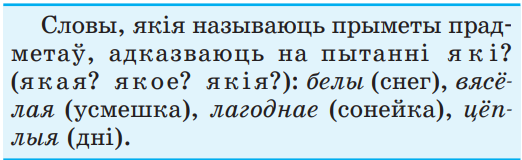 Словы, якія называюць прыметы прад-
метаў, адказваюць на пытанні які?
(якая? якое? якія?): белы (снег), вясё-
лая (усмешка), лагоднае (сонейка), цёп-
лыя (дні).